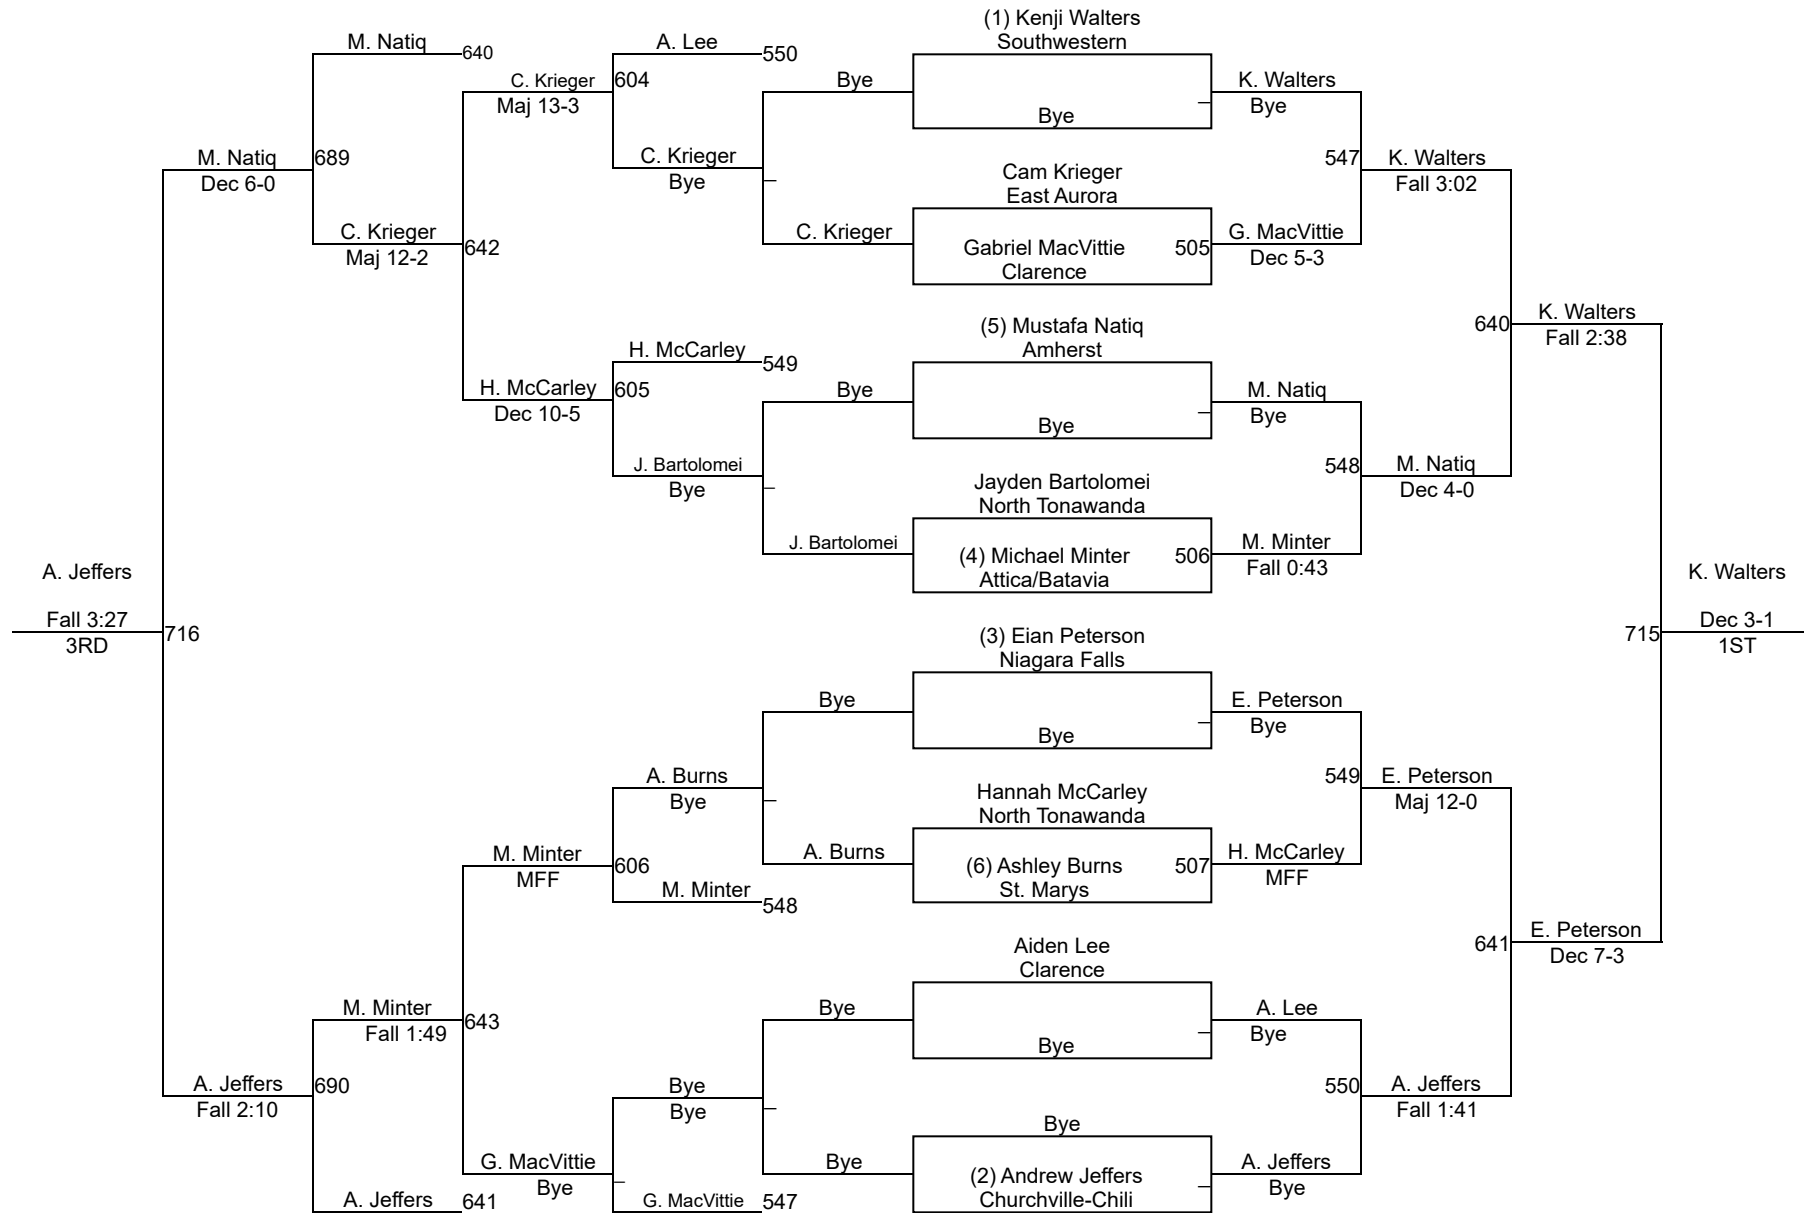 (1) Kenji Walters
Southwestern
M. Natiq
640
A. Lee
550
C. Krieger
604
Maj 13-3
Bye
Bye
K. Walters
Bye
M. Natiq
689
Dec 6-0
C. Krieger
Bye
Cam Krieger
East Aurora
547
K. Walters
Fall 3:02
C. Krieger
642
Maj 12-2
C. Krieger
Gabriel MacVittie
505
Clarence
G. MacVittie
Dec 5-3
(5) Mustafa Natiq
Amherst
640
K. Walters
Fall 2:38
H. McCarley
549
H. McCarley
605
Dec 10-5
Bye
Bye
M. Natiq
Bye
J. Bartolomei
Bye
Jayden Bartolomei
North Tonawanda
548
M. Natiq
Dec 4-0
J. Bartolomei
(4) Michael Minter
506
Attica/Batavia
M. Minter
Fall 0:43
A. Jeffers
Fall 3:27
3RD
716
K. Walters
715
Dec 3-1
1ST
(3) Eian Peterson
Niagara Falls
Bye
Bye
E. Peterson
Bye
A. Burns
Bye
Hannah McCarley
North Tonawanda
549
E. Peterson
Maj 12-0
M. Minter
606
MFF
A. Burns
(6) Ashley Burns
507
St. Marys
H. McCarley
MFF
M. Minter
548
Aiden Lee
Clarence
641
E. Peterson
Dec 7-3
M. Minter
643
Fall 1:49
Bye
Bye
A. Lee
Bye
A. Jeffers
690
Fall 2:10
Bye
Bye
Bye
550
A. Jeffers
Fall 1:41
G. MacVittie
Bye
Bye
(2) Andrew Jeffers
Churchville-Chili
A. Jeffers
Bye
A. Jeffers
641
G. MacVittie
547